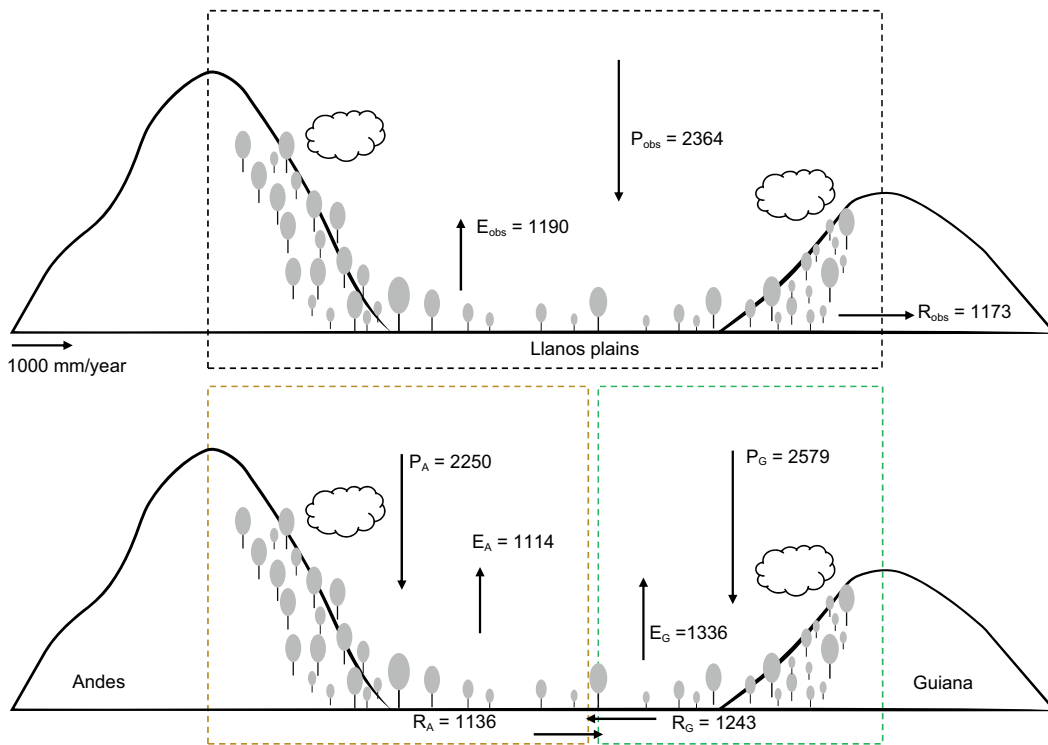 P_obs = 2364
E_obs = 1190
R_obs = 1173
Llanos plains
1000 mm/year
P_A = 2250
P_G = 2579
E_A = 1114
E_G =1336
Andes
Guiana
R_A = 1136
R_G = 1243